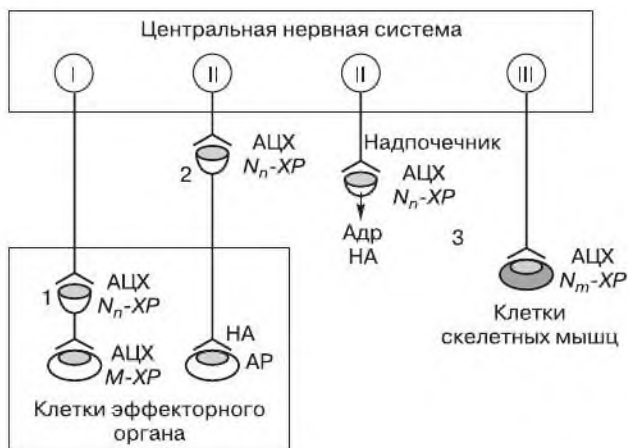 Центральная нервная система
I
II
II
III
АЦХ
Nn-ХР
2
Надпочечник
АЦХ
Nn-ХР
Адр
НА
3
АЦХ
Nm-ХР
Клетки
скелетных мышц
1
АЦХ
Nn-ХР
АЦХ
М-ХР
НА
АР
Клетки эффекторного
органа